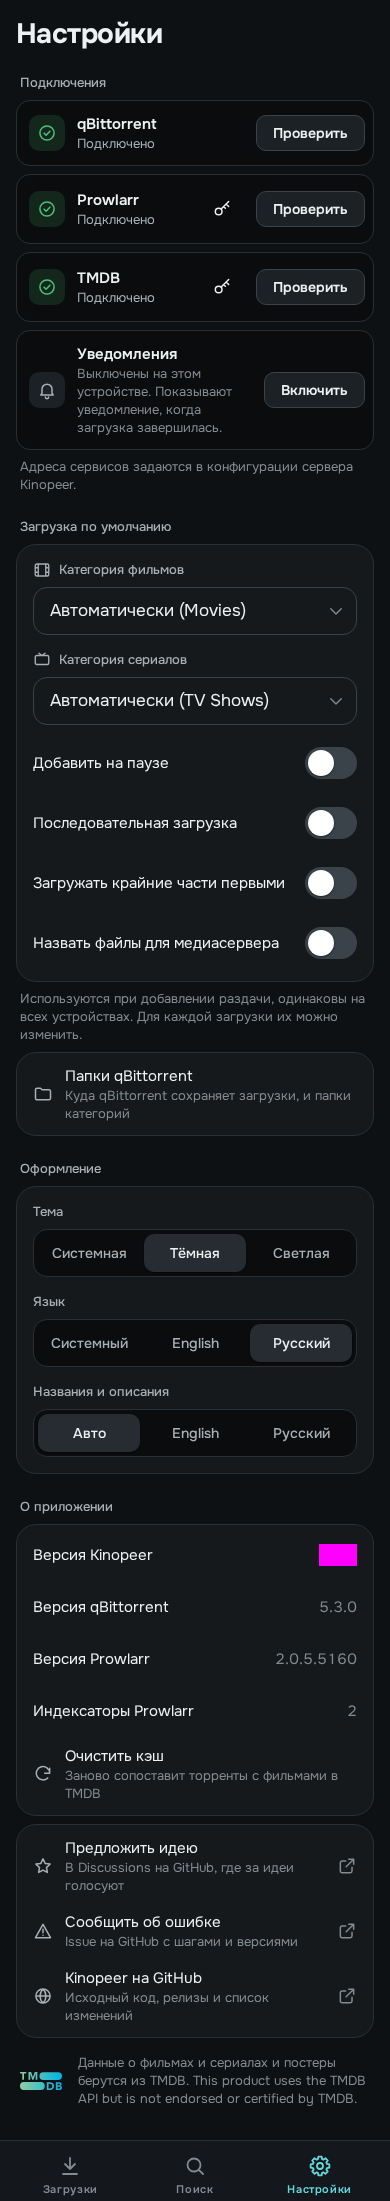 Настройки
Подключения
qBittorrent
Подключено
Проверить
Prowlarr
Подключено
Проверить
TMDB
Подключено
Проверить
Уведомления
Выключены на этом
устройстве. Показывают
уведомление, когда
загрузка завершилась.
Включить
Адреса сервисов задаются в конфигурации сервера
Kinopeer.
Загрузка по умолчанию
Категория фильмов
Автоматически (Movies)
Категория сериалов
Автоматически (TV Shows)
Добавить на паузе
Последовательная загрузка
Загружать крайние части первыми
Назвать файлы для медиасервера
Используются при добавлении раздачи, одинаковы на
всех устройствах. Для каждой загрузки их можно
изменить.
Папки qBittorrent
Куда qBittorrent сохраняет загрузки, и папки
категорий
Оформление
Тема
Системная Тёмная Светлая
Язык
Системный English Русский
Названия и описания
Авто English Русский
О приложении
Версия Kinopeer
Версия qBittorrent 5.3.0
Версия Prowlarr 2.0.5.5160
Индексаторы Prowlarr 2
Очистить кэш
Заново сопоставит торренты с фильмами в
TMDB
Предложить идею
В Discussions на GitHub, где за идеи
голосуют
Сообщить об ошибке
Issue на GitHub с шагами и версиями
Kinopeer на GitHub
Исходный код, релизы и список
изменений
TMDB
Данные о фильмах и сериалах и постеры
берутся из TMDB. This product uses the TMDB
API but is not endorsed or certified by TMDB.
Загрузки Поиск Настройки